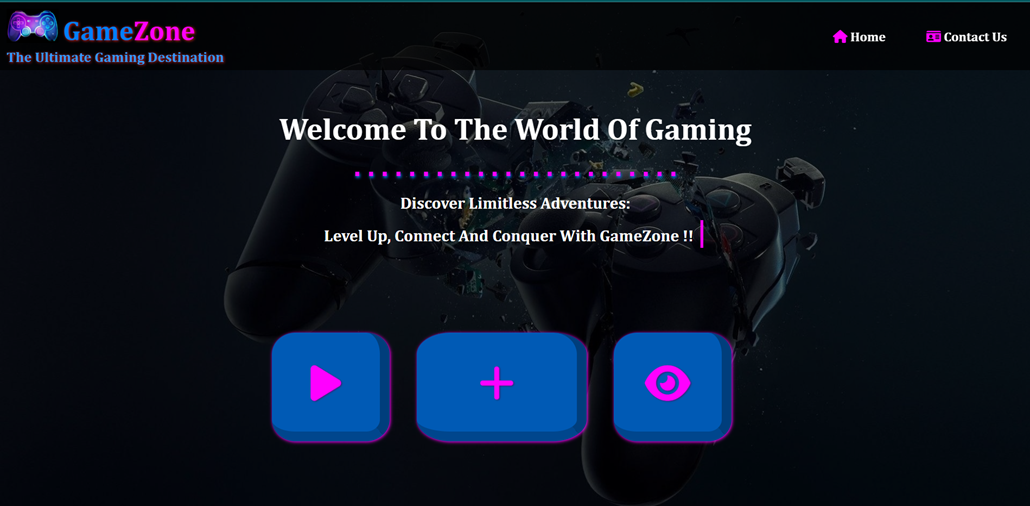 GameZone
The Ultimate Gaming Destination
Home
Contact Us
Welcome To The World Of Gaming
Discover Limitless Adventures:
Level Up, Connect And Conquer With GameZone !!